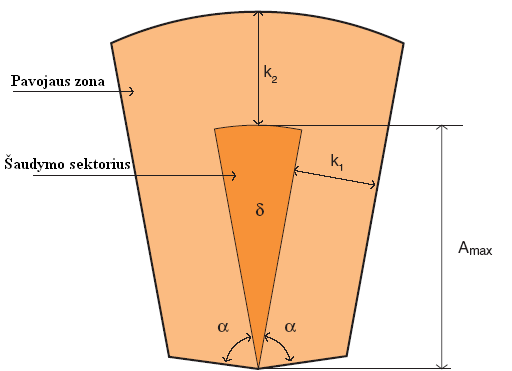 k₂
Pavojaus zona
Šaudymo sektorius
k₁
δ
Aₘₐₓ
α
α